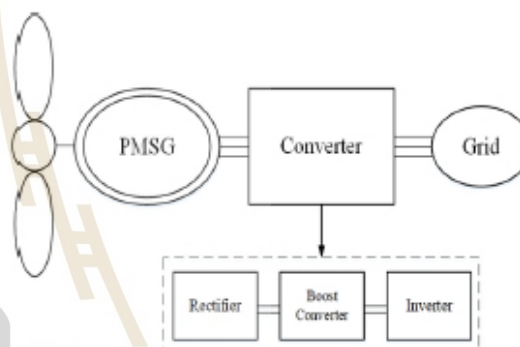 PMSG
Converter
Grid
Rectifier
Boost
Converter
Inverter